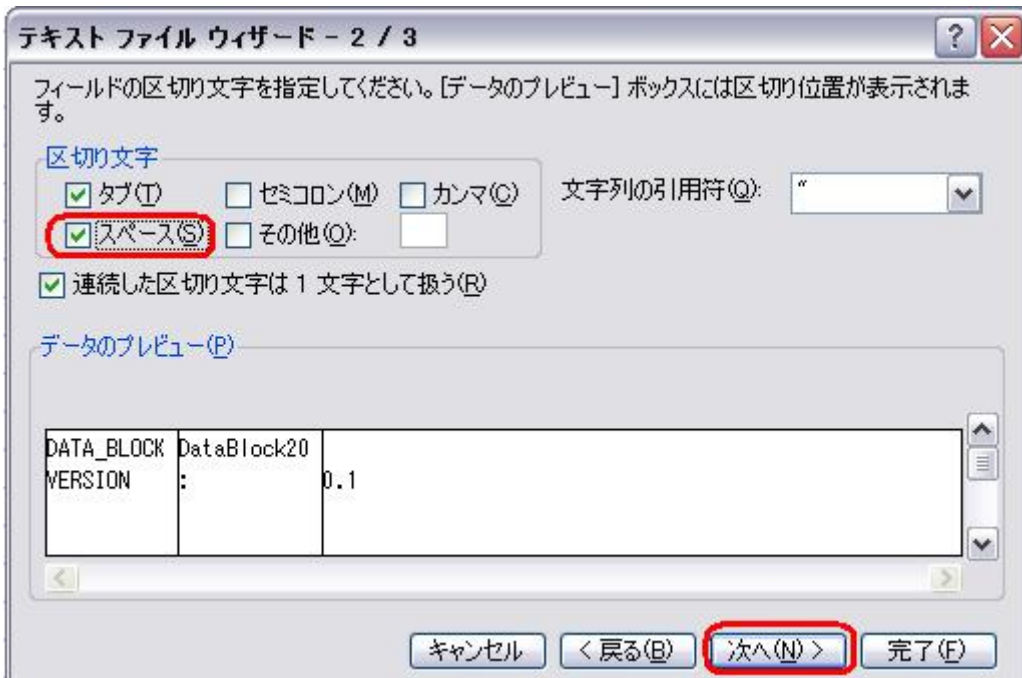 テキスト ファイル ウィザード - 2 / 3
フィールドの区切り文字を指定してください。[データのプレビュー] ボックスには区切り位置が表示されま
す。
区切り文字
タブ(T) セミコロン(M) カンマ(C) 文字列の引用符(Q): "
スペース(S) その他(O):
連続した区切り文字は 1 文字として扱う(R)
データのプレビュー(P)
DATA_BLOCK DataBlock20
VERSION : 0.1
キャンセル < 戻る(B) 次へ(N) > 完了(F)